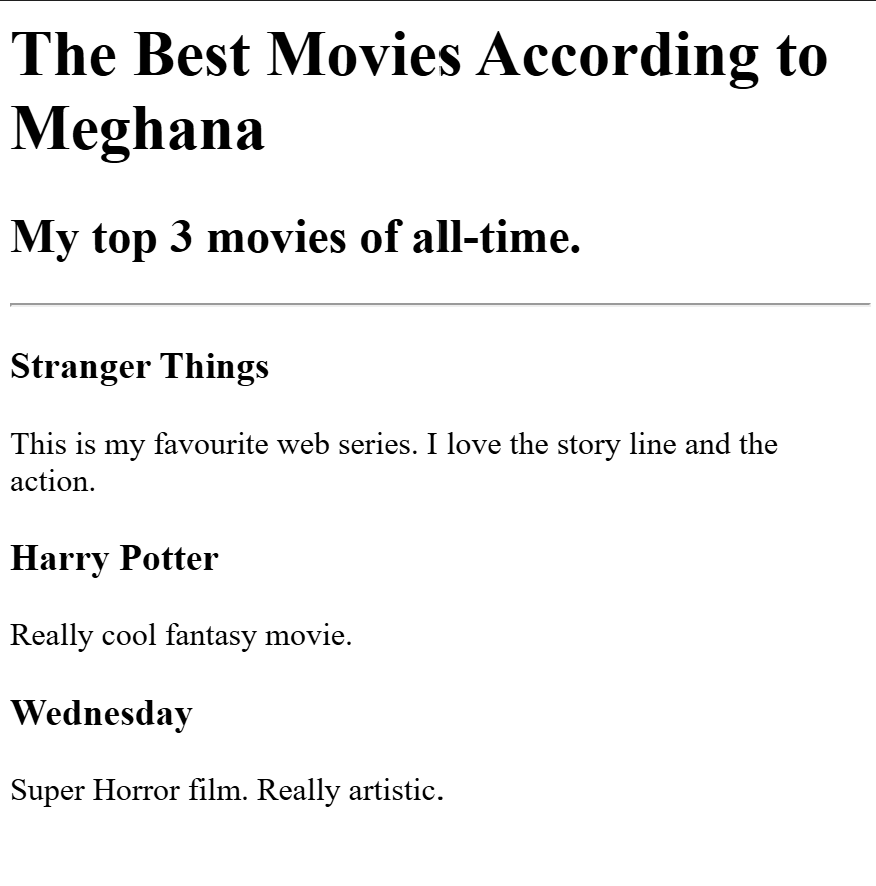 The Best Movies According to
Meghana
My top 3 movies of all-time.
Stranger Things
This is my favourite web series. I love the story line and the
action.
Harry Potter
Really cool fantasy movie.
Wednesday
Super Horror film. Really artistic.